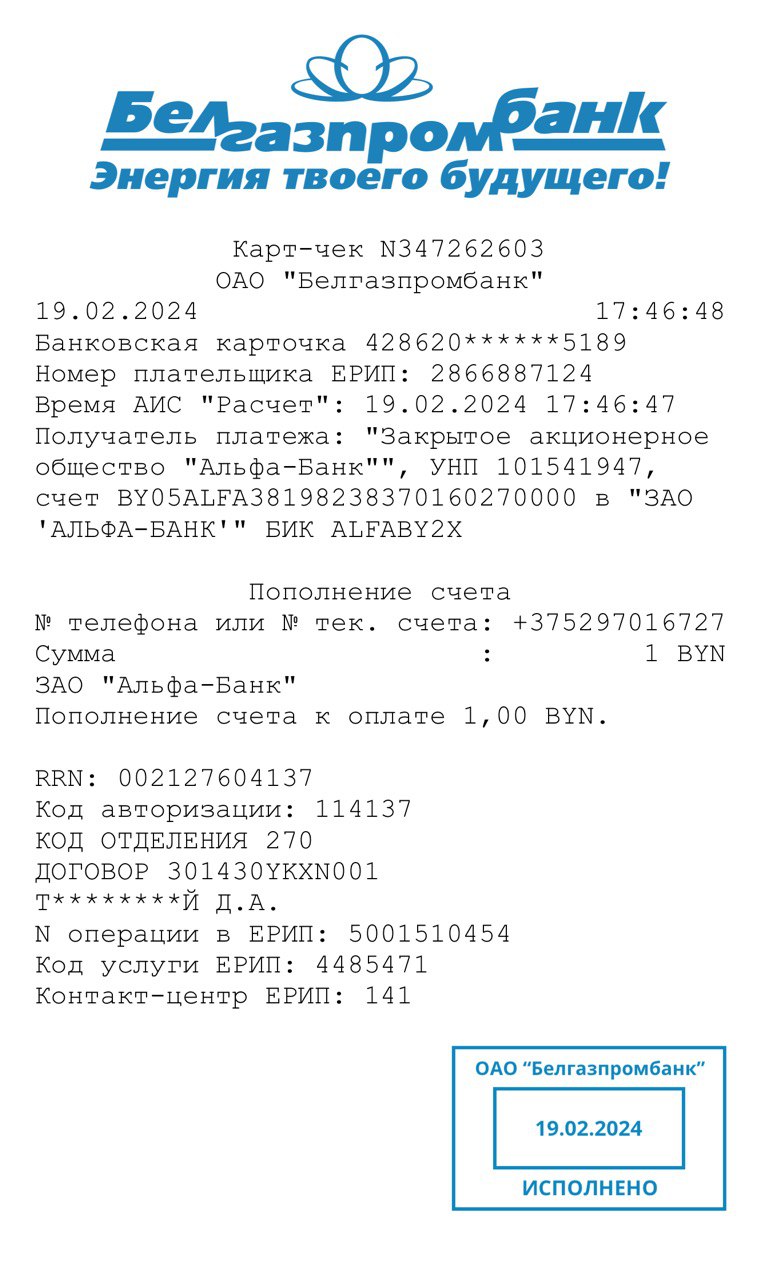 Белгазпромбанк
Энергия твоего будущего!
Карт-чек N347262603
ОАО "Белгазпромбанк"
19.02.2024 17:46:48
Банковская карточка 428620******5189
Номер плательщика ЕРИП: 2866887124
Время АИС "Расчет": 19.02.2024 17:46:47
Получатель платежа: "Закрытое акционерное
общество "Альфа-Банк"", УНП 101541947,
счет BY05ALFA38198238370160270000 в "ЗАО
'АЛЬФА-БАНК'" БИК ALFABY2X
Пополнение счета
№ телефона или № тек. счета: +375297016727
Сумма : 1 BYN
ЗАО "Альфа-Банк"
Пополнение счета к оплате 1,00 BYN.
RRN: 002127604137
Код авторизации: 114137
КОД ОТДЕЛЕНИЯ 270
ДОГОВОР 301430YKXN001
Т********Й Д.А.
N операции в ЕРИП: 5001510454
Код услуги ЕРИП: 4485471
Контакт-центр ЕРИП: 141
ОАО “Белгазпромбанк”
19.02.2024
ИСПОЛНЕНО